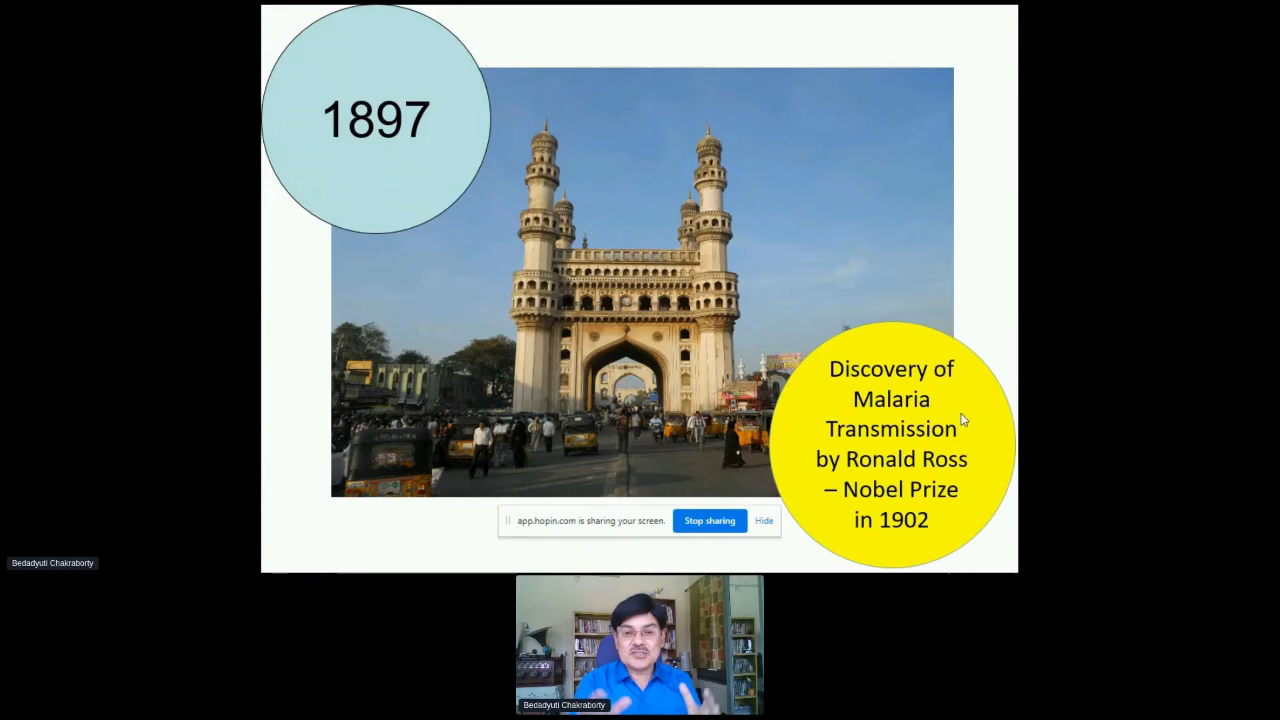 1897
Discovery of
Malaria
Transmission
by Ronald Ross
– Nobel Prize
in 1902
app.hopin.com is sharing your screen.
Stop sharing
Hide
Bedadyuti Chakraborty
Bedadyuti Chakraborty